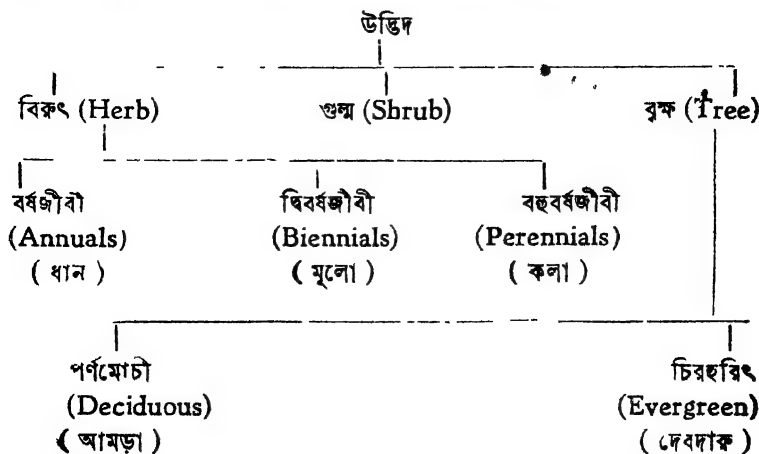 উদ্ভিদ
বিরুৎ (Herb) গুল্ম (Shrub) বৃক্ষ (Tree)
বর্ষজীবী দ্বিবর্ষজীবী বহুবর্ষজীবী
(Annuals) (Biennials) (Perennials)
( ধান ) ( মূলো ) ( কলা )
পর্ণমোচী চিরহরিৎ
(Deciduous) (Evergreen)
( আমড়া ) ( দেবদারু )